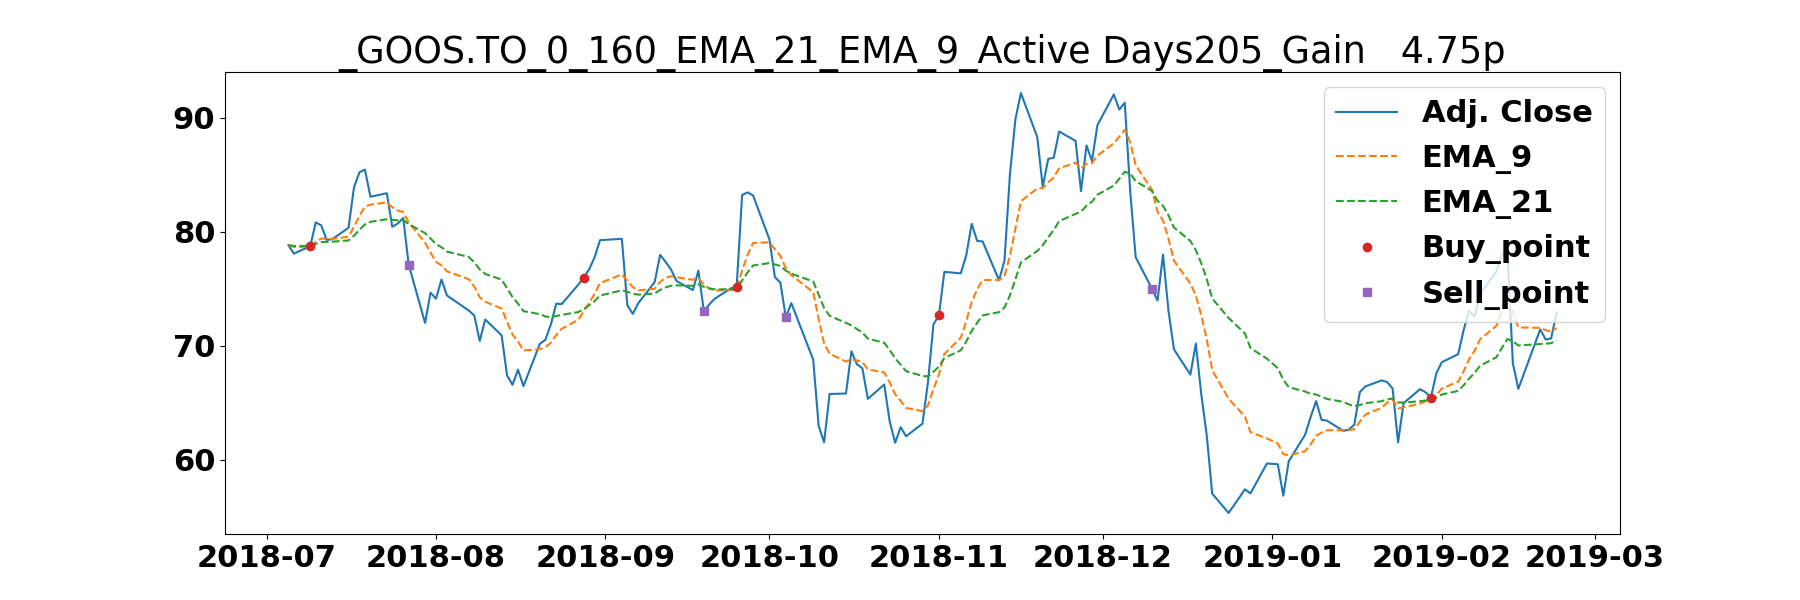 _GOOS.TO_0_160_EMA_21_EMA_9_Active Days205_Gain   4.75p
90
80
70
60
Adj. Close
EMA_9
EMA_21
Buy_point
Sell_point
2018-07 2018-08 2018-09 2018-10 2018-11 2018-12 2019-01 2019-02 2019-03